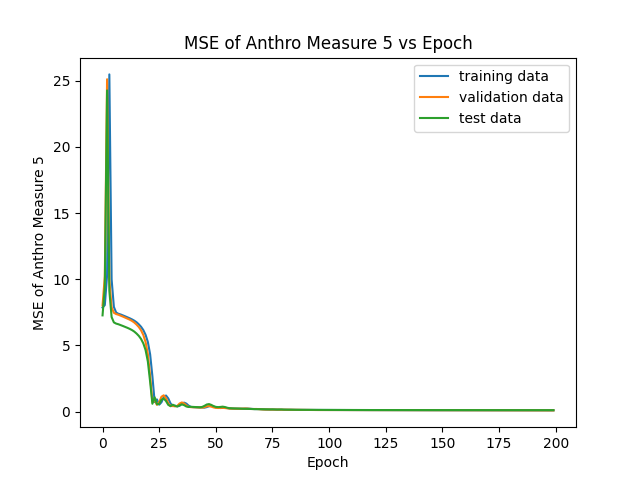 MSE of Anthro Measure 5 vs Epoch
training data
validation data
test data
MSE of Anthro Measure 5
25
20
15
10
5
0
0 25 50 75 100 125 150 175 200
Epoch